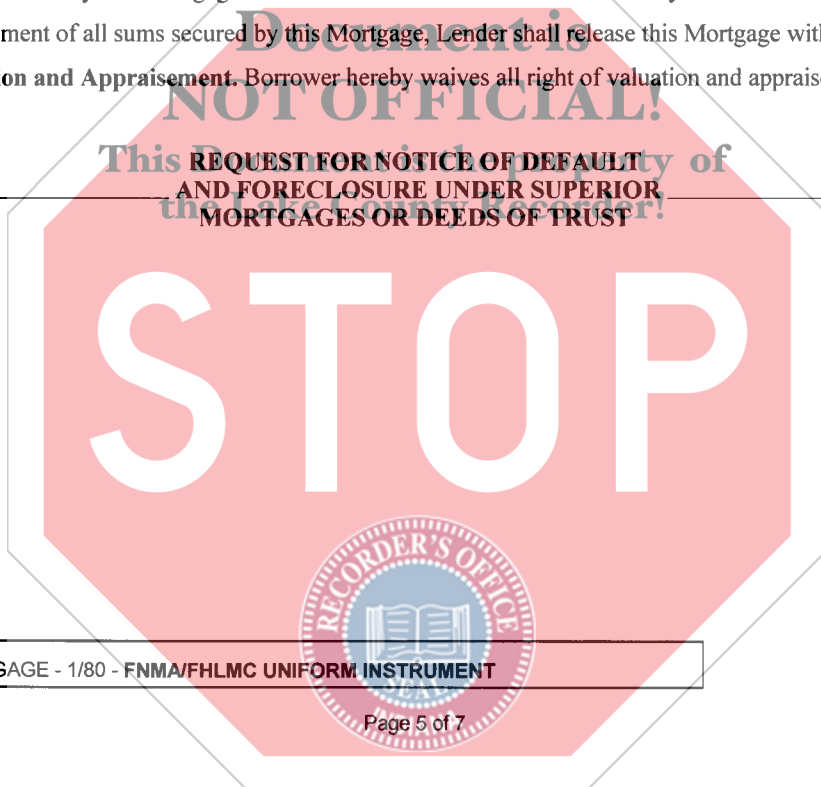 ment of all sums secured by this Mortgage, Lender shall release this Mortgage wit
Document is
on and Appraisement. Borrower hereby waives all right of valuation and apprais
NOT OFFICIAL!
This Document is the property of
REQUEST FOR NOTICE OF DEFAULT
AND FORECLOSURE UNDER SUPERIOR
the Lake County Recorder!
MORTGAGES OR DEEDS OF TRUST
STOP
RECORDER'S OFFICE
SEAL
INDIANA
GAGE - 1/80 - FNMA/FHLMC UNIFORM INSTRUMENT
Page 5 of 7